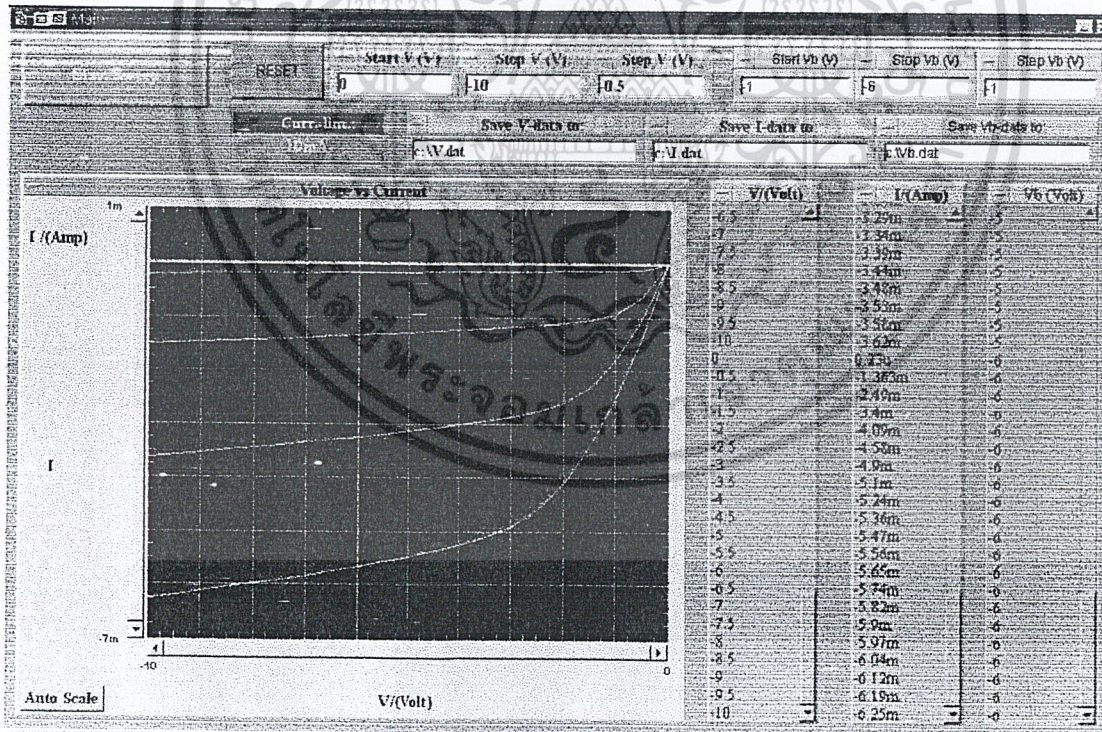 Main
RESET
Start V (V)
Stop V (V)
Step V (V)
Start Vb (V)
Stop Vb (V)
Step Vb (V)
0
-10
-0.5
-1
-6
-1
Curr. lim.
Save V-data to
Save I-data to
Save Vb-data to
c:\V.dat
c:\I.dat
c:\Vb.dat
Voltage vs Current
V/(Volt)
I/(Amp)
Vb (Volt)
1m
I /(Amp)
I
-7m
-10
0
Auto Scale
V/(Volt)
-6.5 -3.29m -5
-7 -3.34m -5
-7.5 -3.39m -5
-8 -3.44m -5
-8.5 -3.48m -5
-9 -3.53m -5
-9.5 -3.58m -5
-10 -3.62m -5
0 -6
-0.5 -6
-1 -2.49m -6
-1.5 -3.4m -6
-2 -4.09m -6
-2.5 -4.58m -6
-3 -4.9m -6
-3.5 -5.1m -6
-4 -5.24m -6
-4.5 -5.36m -6
-5 -5.47m -6
-5.5 -5.56m -6
-6 -5.65m -6
-6.5 -5.74m -6
-7 -5.82m -6
-7.5 -5.9m -6
-8 -5.97m -6
-8.5 -6.04m -6
-9 -6.12m -6
-9.5 -6.19m -6
-10 -6.25m -6